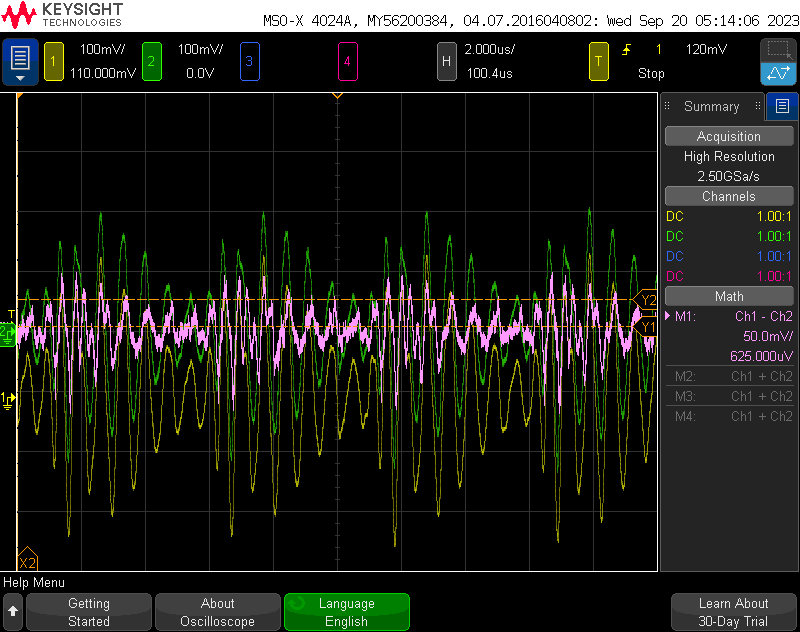 KEYSIGHT
TECHNOLOGIES
MSO-X 4024A, MY56200384, 04.07.2016040802: Wed Sep 20 05:14:06 2023
1 100mV/ 110.000mV
2 100mV/ 0.0V
3
4
H 2.000us/ 100.4us
T 1 120mV
Stop
Summary
Acquisition
High Resolution
2.50GSa/s
Channels
DC 1.00:1
DC 1.00:1
DC 1.00:1
DC 1.00:1
Math
M1: Ch1 - Ch2
50.0mV/
625.000uV
M2: Ch1 + Ch2
M3: Ch1 + Ch2
M4: Ch1 + Ch2
T
2
1
Y2
Y1
X2
Help Menu
Getting Started
About Oscilloscope
Language English
Learn About 30-Day Trial